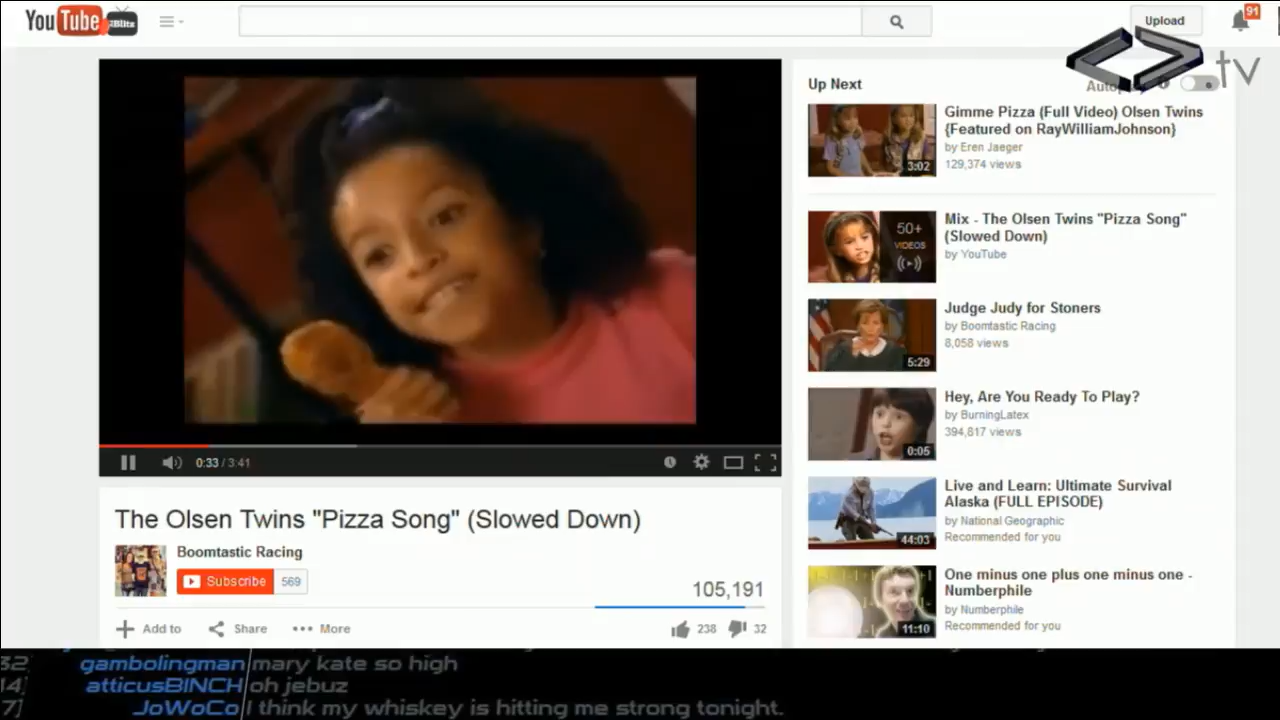 YouTube
Blitz
Upload
91
tv
Up Next
Gimme Pizza (Full Video) Olsen Twins
{Featured on RayWilliamJohnson}
by Eren Jaeger
129,374 views
3:02
Mix - The Olsen Twins "Pizza Song"
(Slowed Down)
by YouTube
50+
VIDEOS
Judge Judy for Stoners
by Boomtastic Racing
8,058 views
5:29
Hey, Are You Ready To Play?
by BurningLatex
394,817 views
0:05
Live and Learn: Ultimate Survival
Alaska (FULL EPISODE)
by National Geographic
Recommended for you
44:03
One minus one plus one minus one -
Numberphile
by Numberphile
Recommended for you
11:10
0:33 / 3:41
The Olsen Twins "Pizza Song" (Slowed Down)
Boomtastic Racing
Subscribe 569
105,191
Add to Share More
238 32
gambolingman mary kate so high
atticusBINCH oh jebuz
JoWoCo I think my whiskey is hitting me strong tonight.